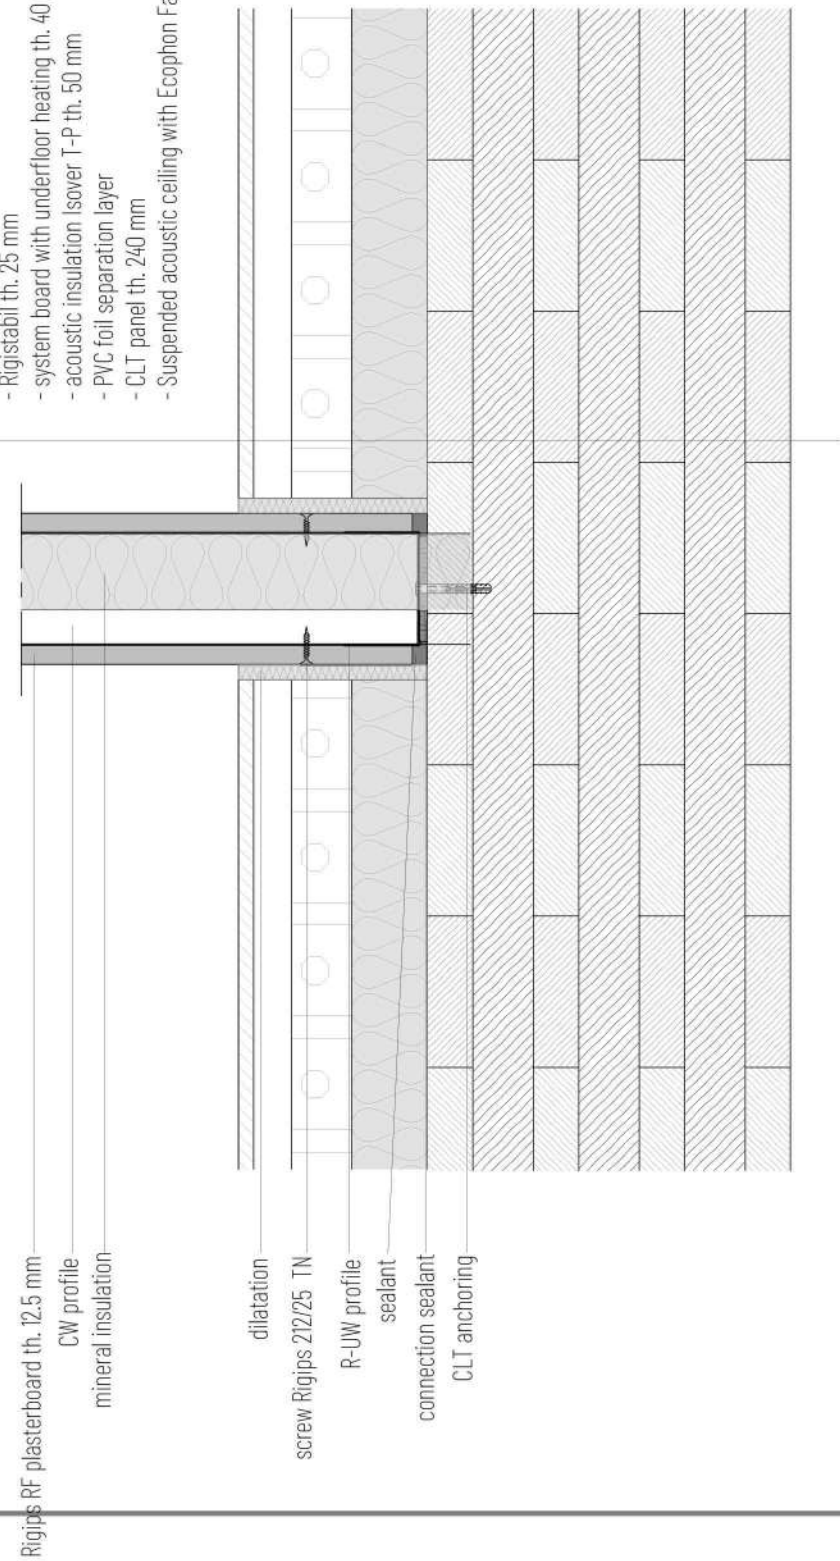 - Rigistabil th. 25 mm
- system board with underfloor heating th. 40
- acoustic insulation Isover T-P th. 50 mm
- PVC foil separation layer
- CLT panel th. 240 mm
- Suspended acoustic ceiling with Ecophon Fa
Rigips RF plasterboard th. 12.5 mm
CW profile
mineral insulation
dilatation
screw Rigips 212/25 TN
R-UW profile
sealant
connection sealant
CLT anchoring